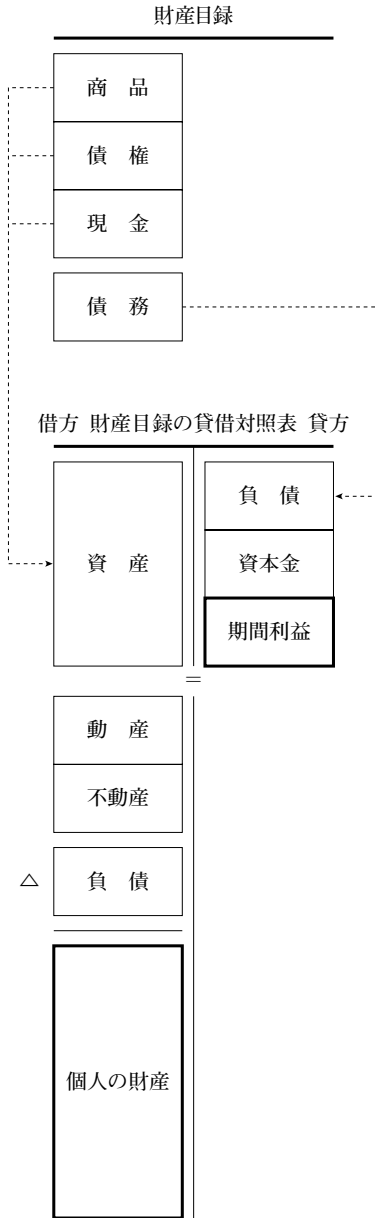 財産目録
商　品
債　権
現　金
債　務
借方 財産目録の貸借対照表 貸方
資　産
負　債
資本金
期間利益
＝
動　産
不動産
△ 負　債
個人の財産